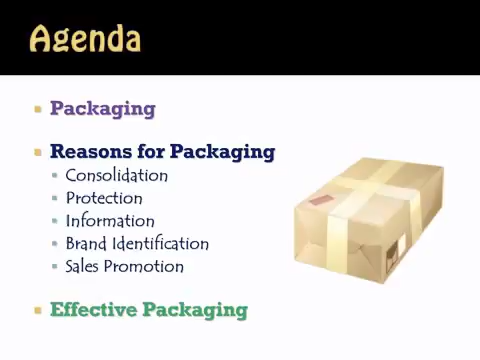 Agenda
Packaging
Reasons for Packaging
Consolidation
Protection
Information
Brand Identification
Sales Promotion
Effective Packaging